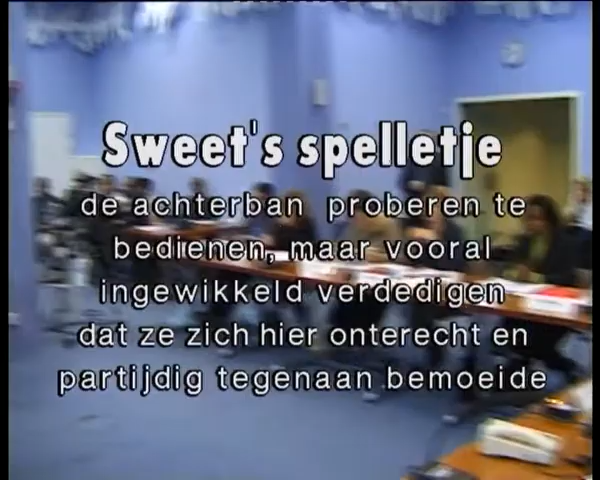 Sweet's spelletje
de achterban proberen te
bedienen, maar vooral
ingewikkeld verdedigen
dat ze zich hier onterecht en
partijdig tegenaan bemoeide